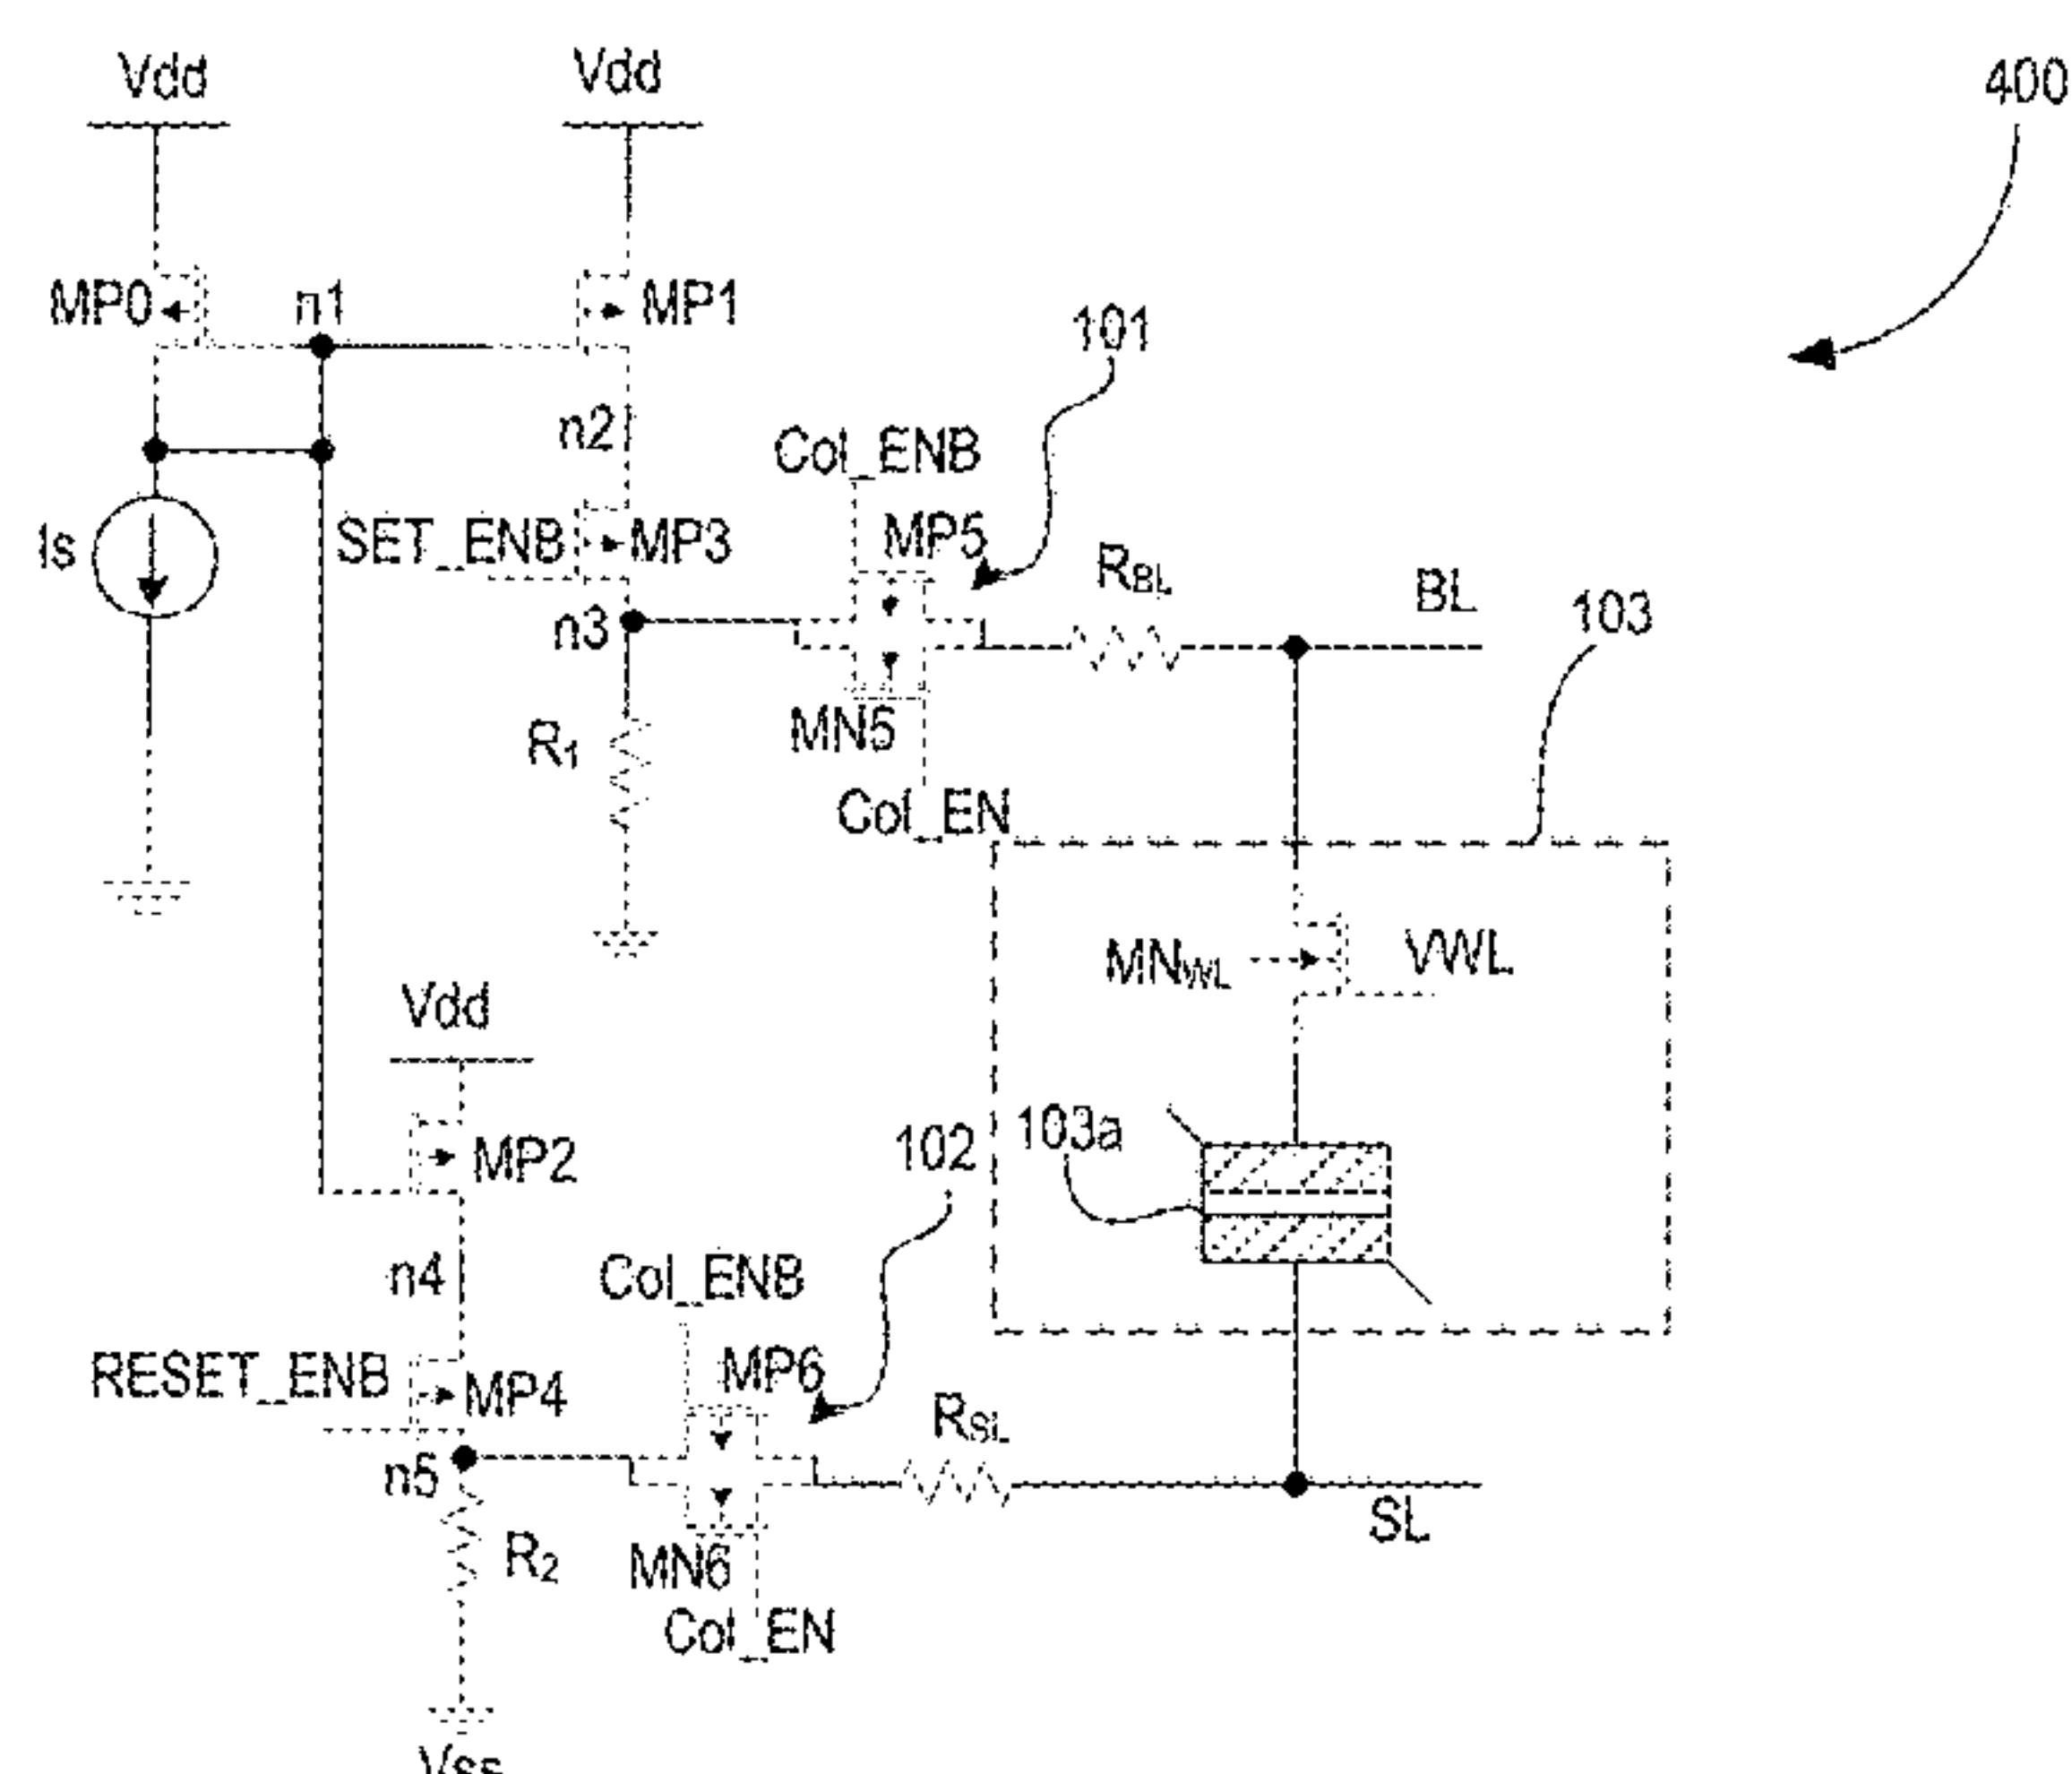 Vdd
Vdd
400
MP0
n1
MP1
101
n2
Col_ENB
Is
SET_ENB
MP3
MP5
RBL
BL
103
n3
R1
MN5
Col_EN
MNWL
VWL
Vdd
MP2
102
103a
n4
Col_ENB
RESET_ENB
MP4
MP6
RSL
n5
SL
R2
MN6
Col_EN
Vss